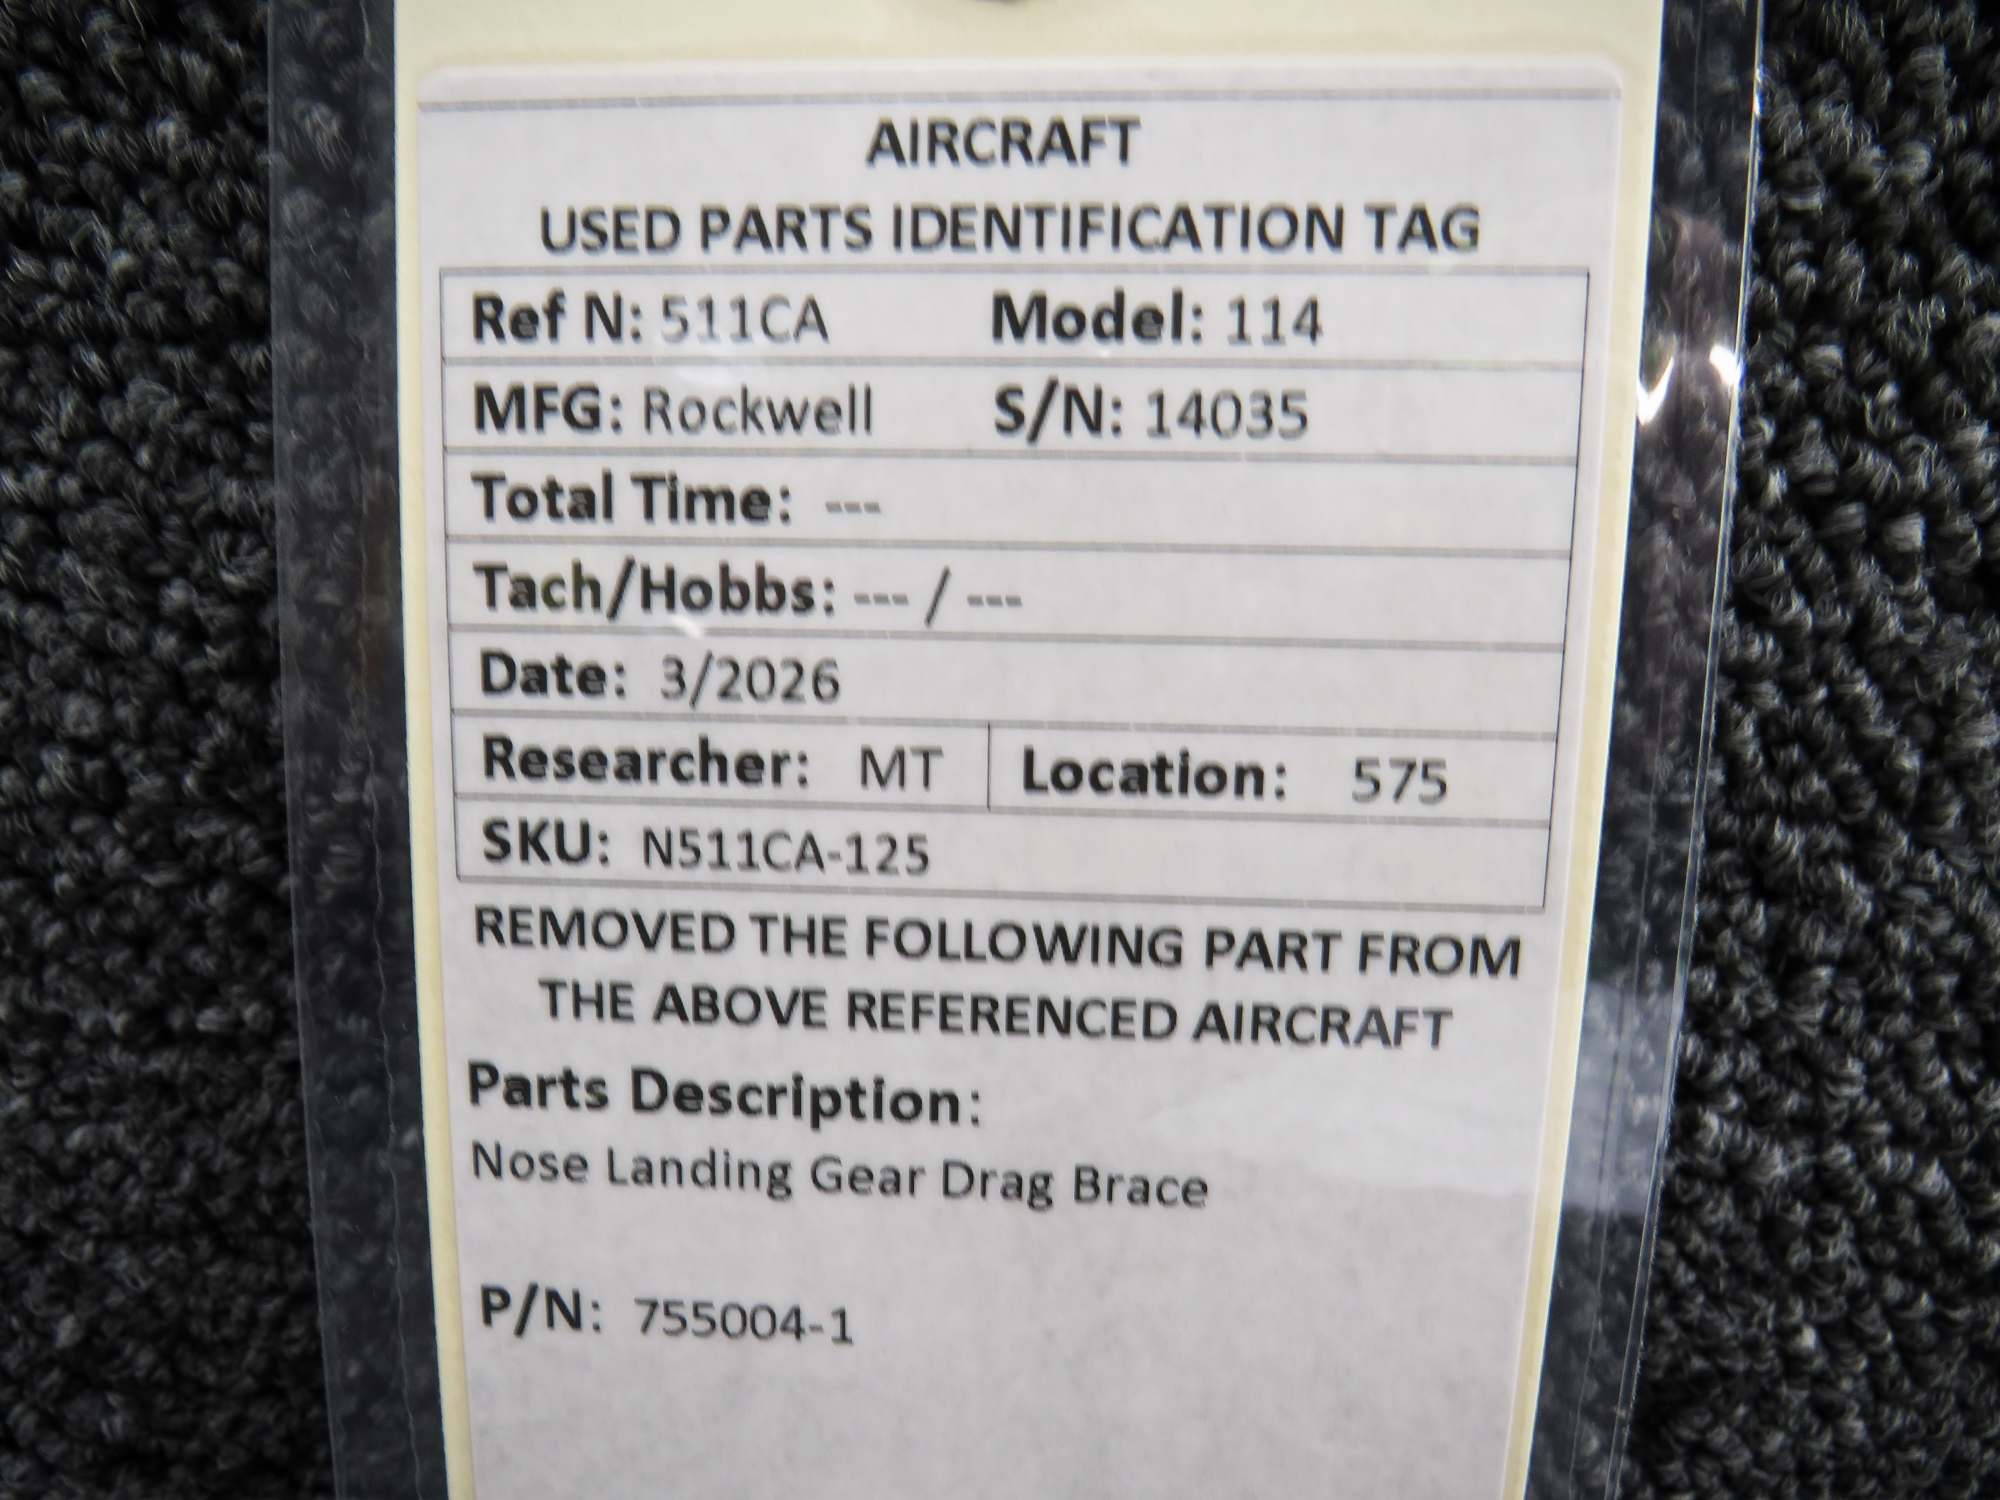 AIRCRAFT
USED PARTS IDENTIFICATION TAG
Ref N: 511CA Model: 114
MFG: Rockwell S/N: 14035
Total Time: ---
Tach/Hobbs: --- / ---
Date: 3/2026
Researcher: MT Location: 575
SKU: N511CA-125
REMOVED THE FOLLOWING PART FROM
THE ABOVE REFERENCED AIRCRAFT
Parts Description:
Nose Landing Gear Drag Brace
P/N: 755004-1